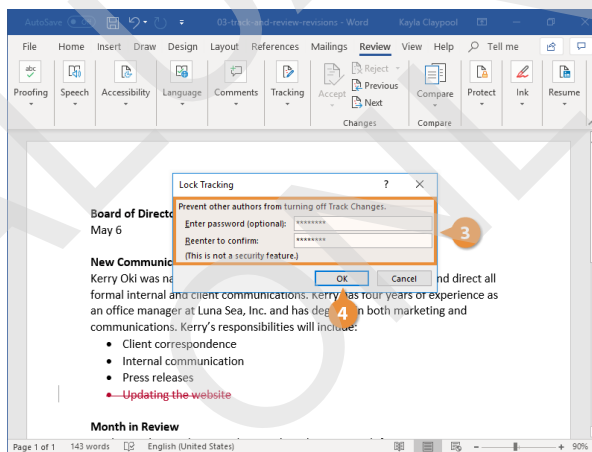 AutoSave
03-track-and-review-revisions - Word
Kayla Claypool
File Home Insert Draw Design Layout References Mailings Review View Help Tell me
abc
Proofing Speech Accessibility Language Comments Tracking Accept Reject Previous Next Compare Protect Ink Resume
Changes Compare
Lock Tracking ?
Prevent other authors from turning off Track Changes.
Enter password (optional): ********
Reenter to confirm: ********
(This is not a security feature.)
OK Cancel
3
4
Board of Directo
May 6
New Communic
Kerry Oki was na nd direct all
formal internal and client communications. Kerry has four years of experience as
an office manager at Luna Sea, Inc. and has deg n both marketing and
communications. Kerry's responsibilities will include:
• Client correspondence
• Internal communication
• Press releases
• Updating the website
Month in Review
Page 1 of 1 143 words English (United States) 90%